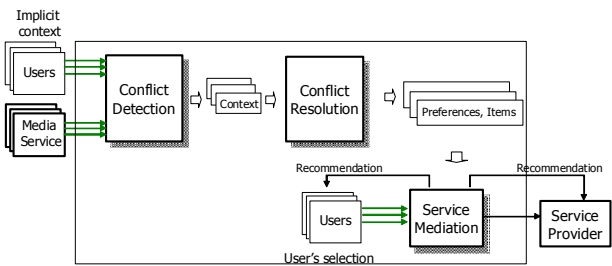 Implicit
context
Users
Media
Service
Conflict
Detection
Context
Conflict
Resolution
Preferences, Items
Recommendation
Recommendation
Users
Service
Mediation
Service
Provider
User's selection